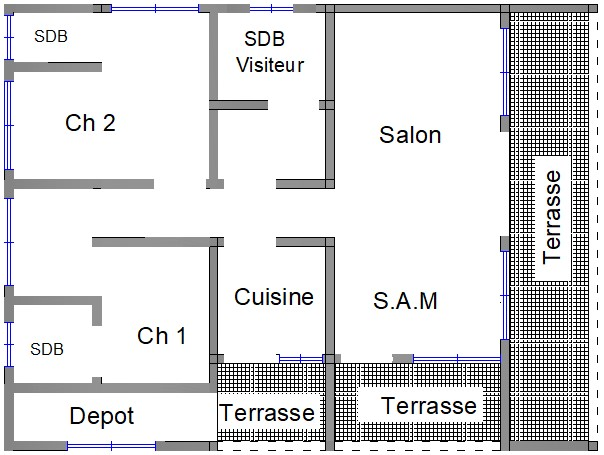 SDB
SDB
Visiteur
Ch 2
Salon
Terrasse
Cuisine
S.A.M
Ch 1
SDB
Depot
Terrasse
Terrasse